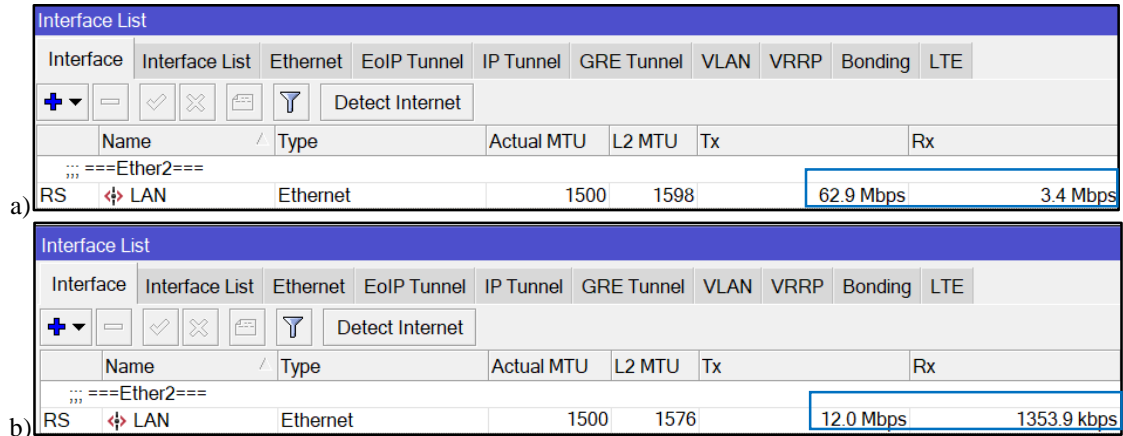 Interface List
Interface Interface List Ethernet EoIP Tunnel IP Tunnel GRE Tunnel VLAN VRRP Bonding LTE
Detect Internet
Name Type Actual MTU L2 MTU Tx Rx
;;; ===Ether2===
a) RS LAN Ethernet 1500 1598 62.9 Mbps 3.4 Mbps
Interface List
Interface Interface List Ethernet EoIP Tunnel IP Tunnel GRE Tunnel VLAN VRRP Bonding LTE
Detect Internet
Name Type Actual MTU L2 MTU Tx Rx
;;; ===Ether2===
b) RS LAN Ethernet 1500 1576 12.0 Mbps 1353.9 kbps